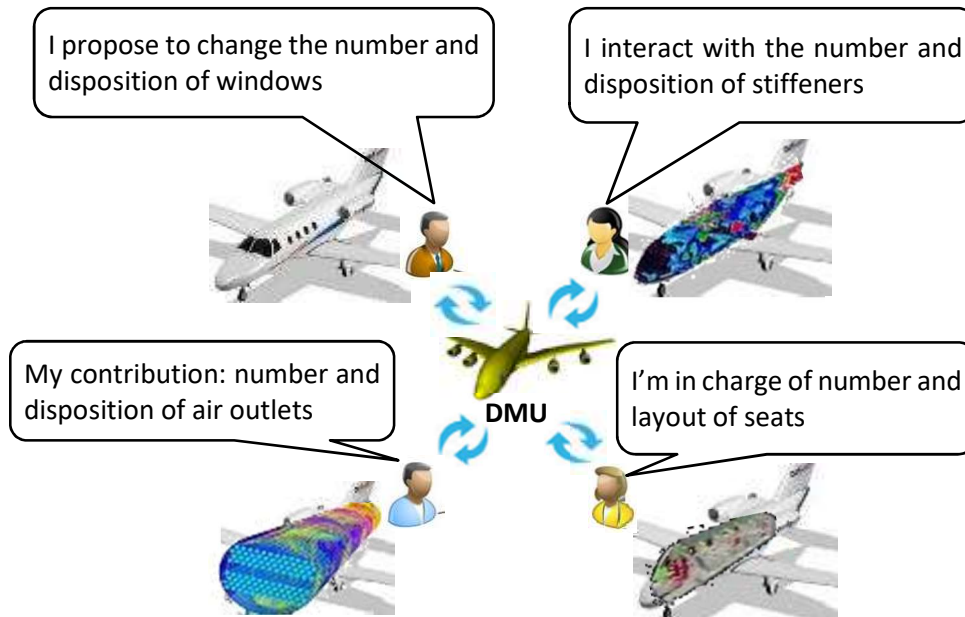 I propose to change the number and
disposition of windows
I interact with the number and
disposition of stiffeners
My contribution: number and
disposition of air outlets
DMU
I'm in charge of number and
layout of seats